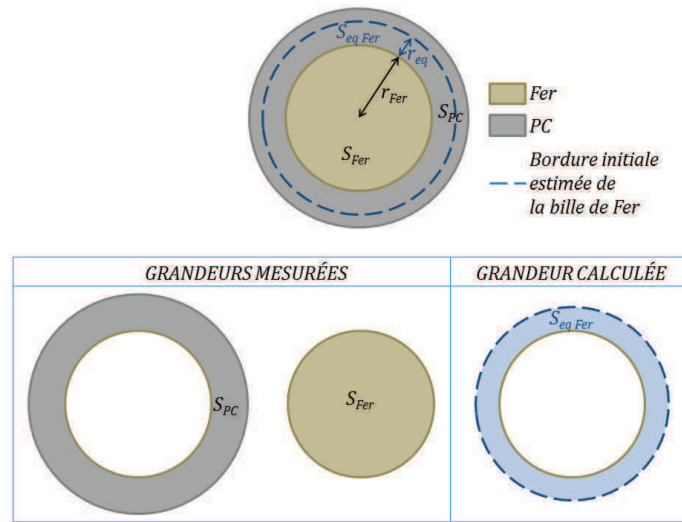 S_eq Fer
r_eq
r_Fer
S_PC
S_Fer
Fer
PC
Bordure initiale
estimée de
la bille de Fer
GRANDEURS MESURÉES
GRANDEUR CALCULÉE
S_PC
S_Fer
S_eq Fer